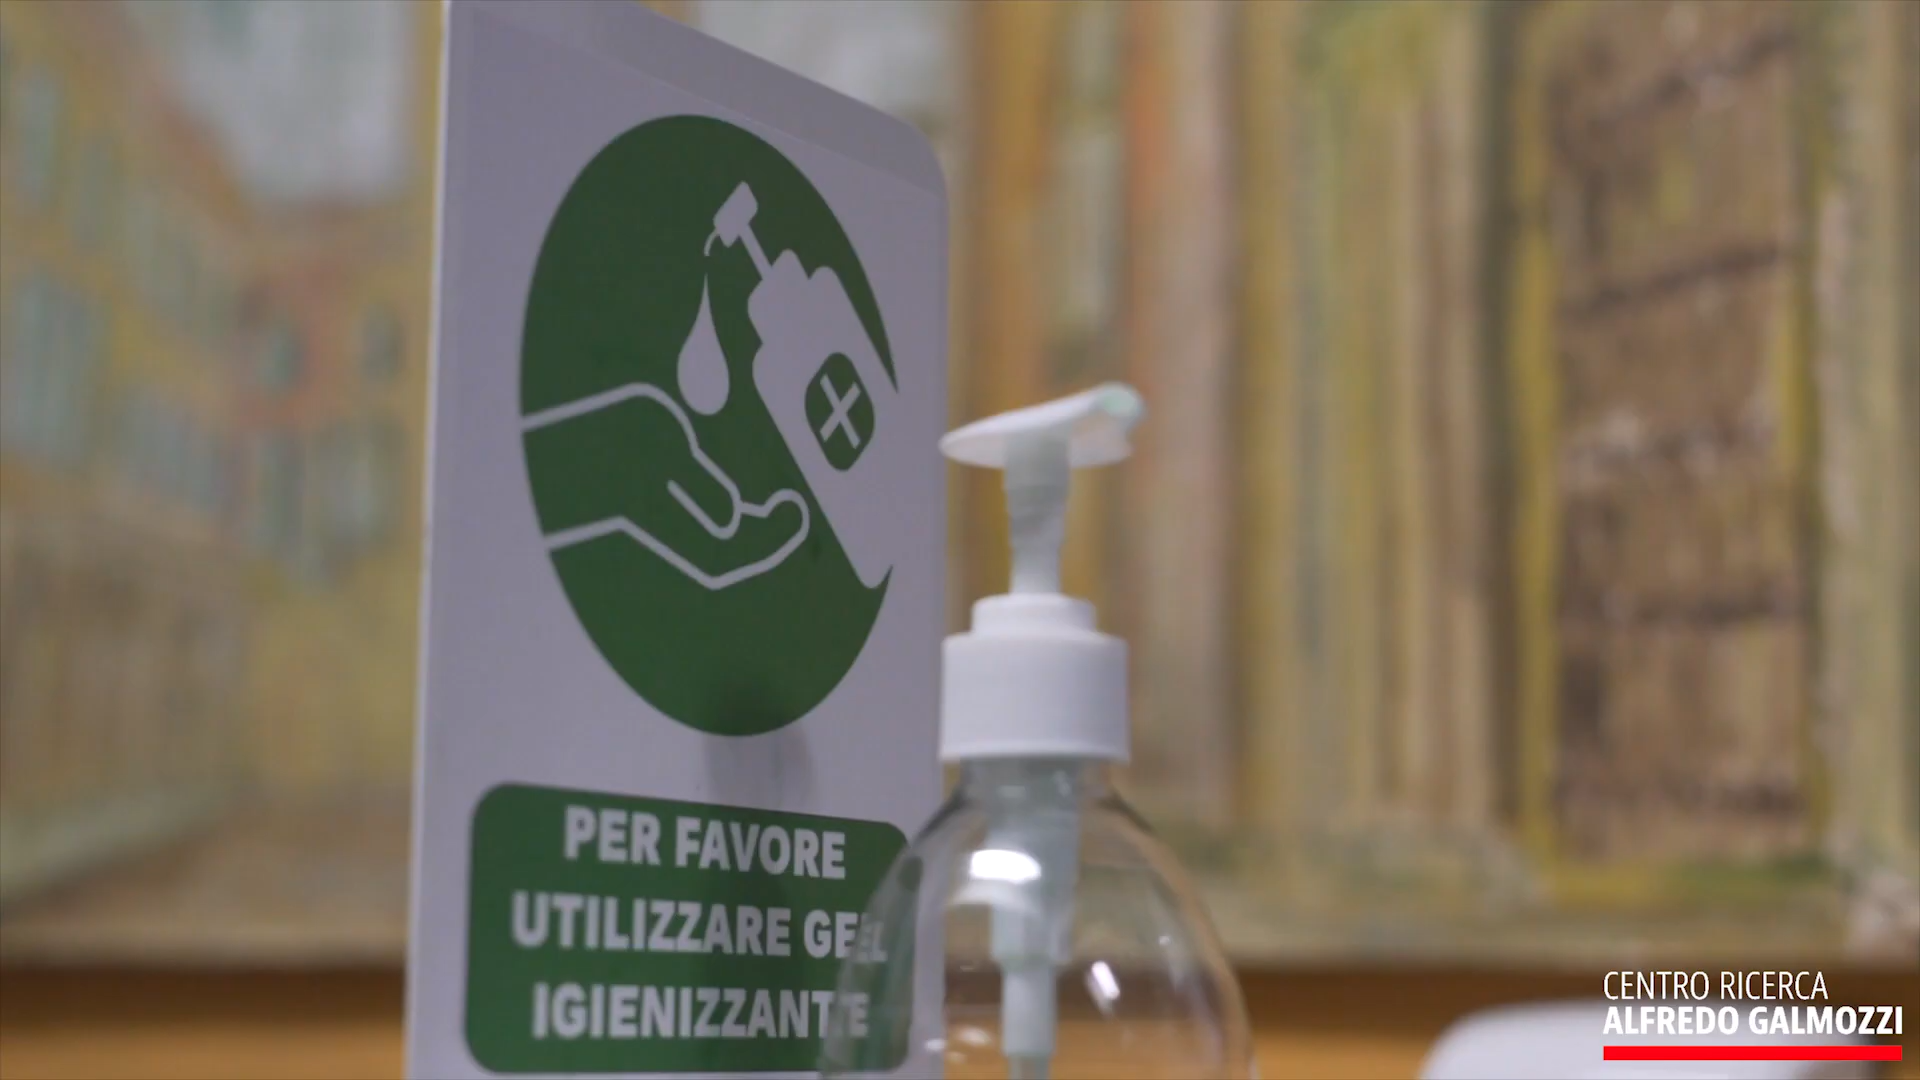 PER FAVORE
UTILIZZARE GEL
IGIENIZZANTE
CENTRO RICERCA
ALFREDO GALMOZZI